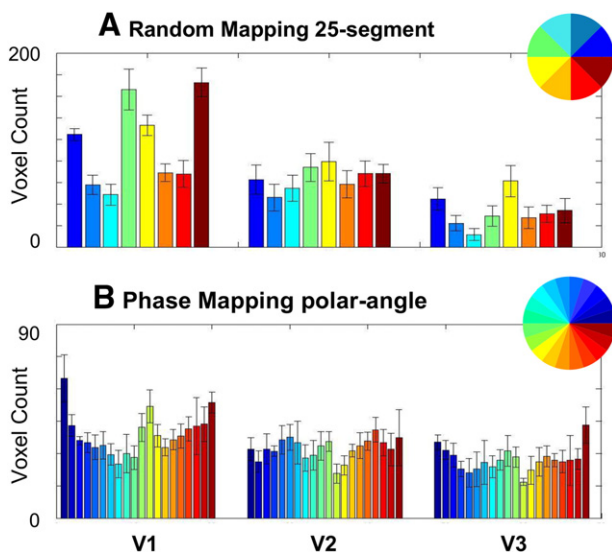 A Random Mapping 25-segment
200
Voxel Count
0
B Phase Mapping polar-angle
90
Voxel Count
0
V1 V2 V3